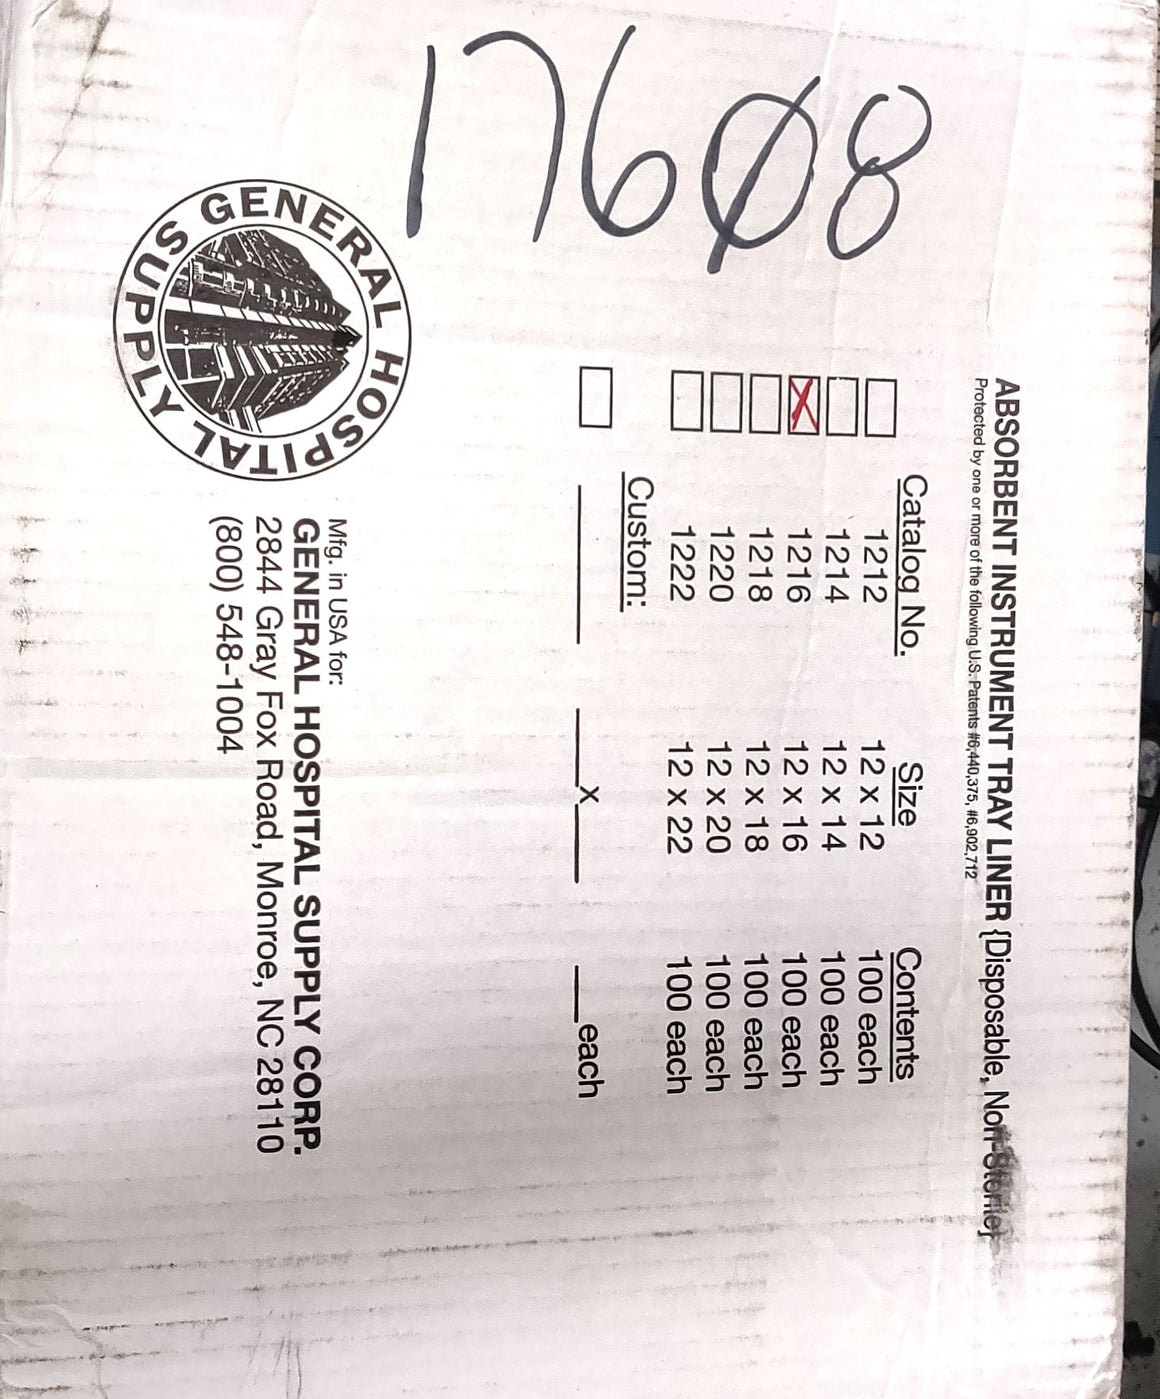 17608
ABSORBENT INSTRUMENT TRAY LINER {Disposable, Non-Sterile}
Protected by one or more of the following U.S. Patents #6,440,375, #6,902,712
Catalog No. Size Contents
1212 12 x 12 100 each
1214 12 x 14 100 each
1216 12 x 16 100 each
1218 12 x 18 100 each
1220 12 x 20 100 each
1222 12 x 22 100 each
Custom:
____________ ______x______ ____each
GENERAL HOSPITAL SUPPLY
Mfg. in USA for:
GENERAL HOSPITAL SUPPLY CORP.
2844 Gray Fox Road, Monroe, NC 28110
(800) 548-1004